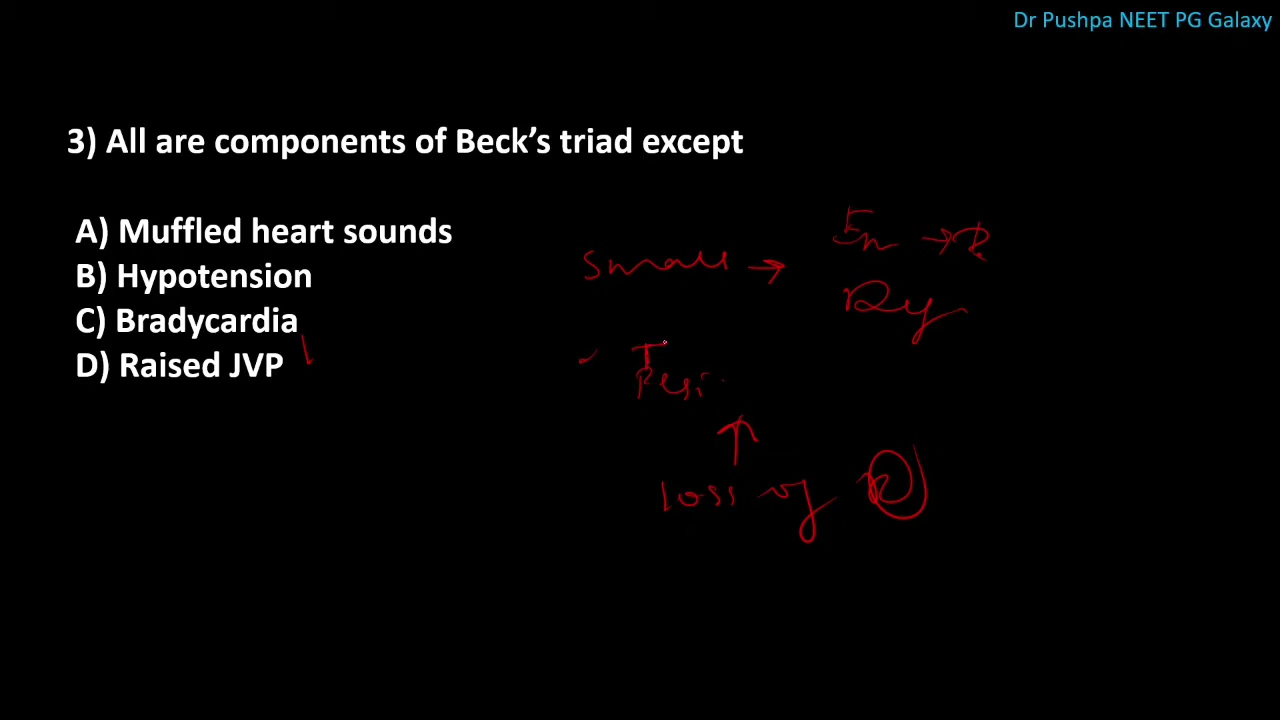 Dr Pushpa NEET PG Galaxy
3) All are components of Beck’s triad except
A) Muffled heart sounds
B) Hypotension
C) Bradycardia
D) Raised JVP
small →
loss of